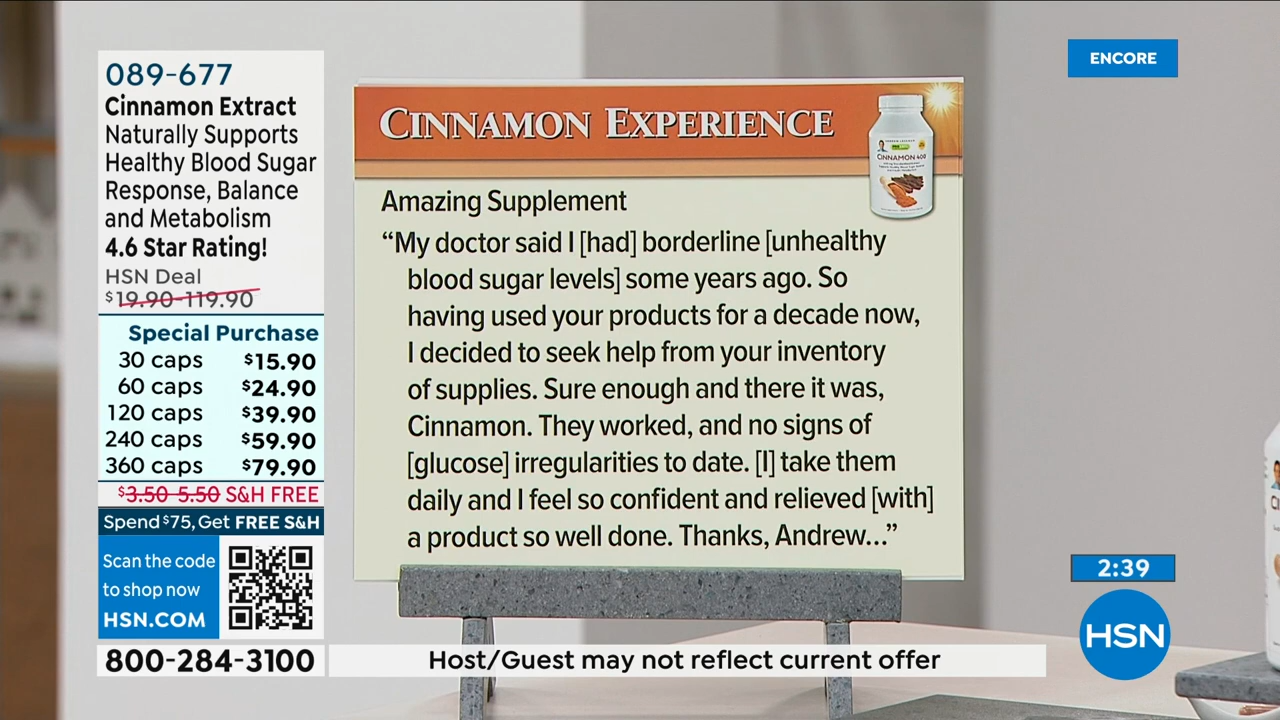 089-677
Cinnamon Extract
Naturally Supports
Healthy Blood Sugar
Response, Balance
and Metabolism
4.6 Star Rating!
HSN Deal
$19.90-119.90
Special Purchase
30 caps $15.90
60 caps $24.90
120 caps $39.90
240 caps $59.90
360 caps $79.90
$3.50-5.50 S&H FREE
Spend $75, Get FREE S&H
Scan the code
to shop now
HSN.COM
800-284-3100
ENCORE
CINNAMON EXPERIENCE
CINNAMON 400
Amazing Supplement
“My doctor said I [had] borderline [unhealthy
blood sugar levels] some years ago. So
having used your products for a decade now,
I decided to seek help from your inventory
of supplies. Sure enough and there it was,
Cinnamon. They worked, and no signs of
[glucose] irregularities to date. [I] take them
daily and I feel so confident and relieved [with]
a product so well done. Thanks, Andrew...”
2:39
HSN
Host/Guest may not reflect current offer